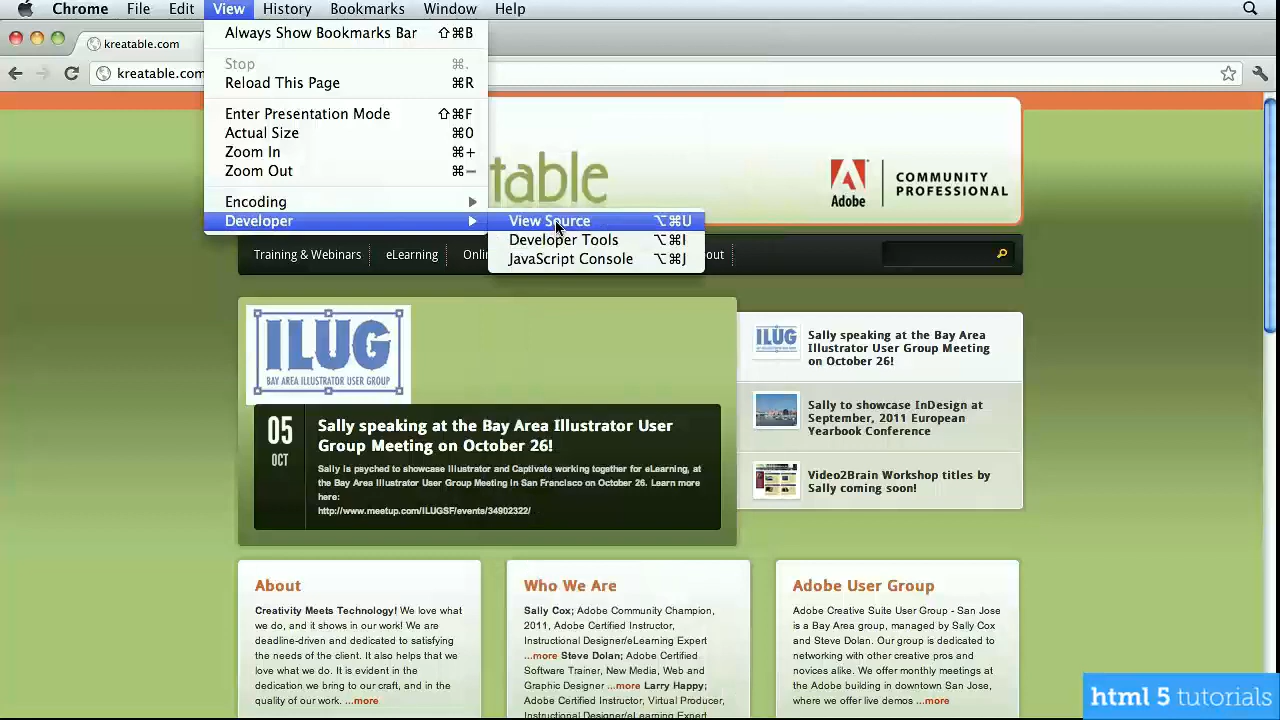 Chrome File Edit View History Bookmarks Window Help
kreatable.com
kreatable.com
Always Show Bookmarks Bar ⇧⌘B
Stop ⌘.
Reload This Page ⌘R
Enter Presentation Mode ⇧⌘F
Actual Size ⌘0
Zoom In ⌘+
Zoom Out ⌘−
Encoding
Developer
View Source ⌥⌘U
Developer Tools ⌥⌘I
JavaScript Console ⌥⌘J
table
Adobe
COMMUNITY
PROFESSIONAL
Training & Webinars eLearning Onlin out
ILUG
BAY AREA ILLUSTRATOR USER GROUP
05
OCT
Sally speaking at the Bay Area Illustrator User
Group Meeting on October 26!
Sally is psyched to showcase Illustrator and Captivate working together for eLearning, at
the Bay Area Illustrator User Group Meeting in San Francisco on October 26. Learn more
here:
http://www.meetup.com/ILUGSF/events/34902322/
ILUG
Sally speaking at the Bay Area
Illustrator User Group Meeting
on October 26!
Sally to showcase InDesign at
September, 2011 European
Yearbook Conference
Video2Brain Workshop titles by
Sally coming soon!
About
Creativity Meets Technology! We love what
we do, and it shows in our work! We are
deadline-driven and dedicated to satisfying
the needs of the client. It also helps that we
love what we do. It is evident in the
dedication we bring to our craft, and in the
quality of our work. ...more
Who We Are
Sally Cox; Adobe Community Champion,
2011, Adobe Certified Instructor,
Instructional Designer/eLearning Expert
...more Steve Dolan; Adobe Certified
Software Trainer, New Media, Web and
Graphic Designer ...more Larry Happy;
Adobe Certified Instructor, Virtual Producer,
Instructional Designer/eLearning Expert
Adobe User Group
Adobe Creative Suite User Group - San Jose
is a Bay Area group, managed by Sally Cox
and Steve Dolan. Our group is dedicated to
networking with other creative pros and
novices alike. We offer monthly meetings at
the Adobe building in downtown San Jose,
where we offer live demos ...more
html 5 tutorials